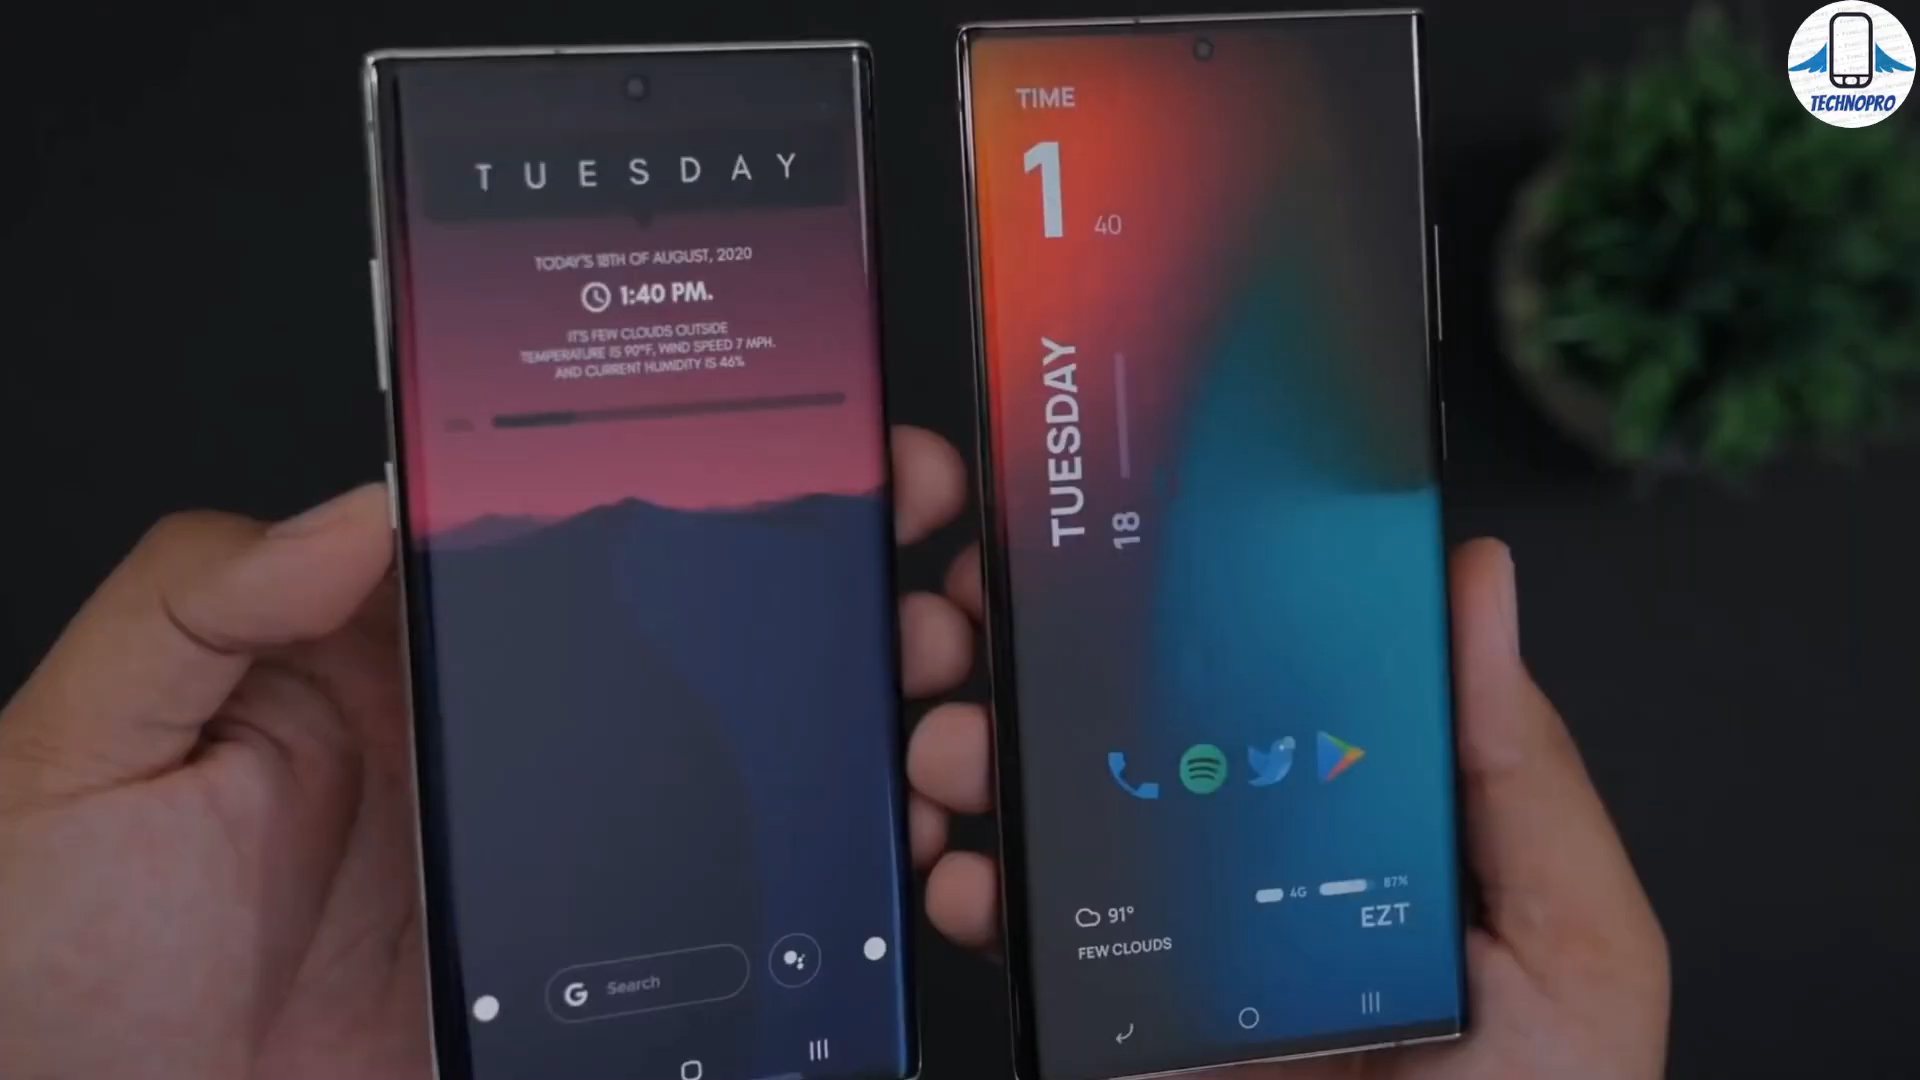 TECHNOPRO
TUESDAY
TODAY'S 18TH OF AUGUST, 2020
1:40 PM.
IT'S FEW CLOUDS OUTSIDE
TEMPERATURE IS 90°F, WIND SPEED 7 MPH.
AND CURRENT HUMIDITY IS 46%
G Search
TIME
1
40
TUESDAY
18
91°
FEW CLOUDS
4G 87%
EZT